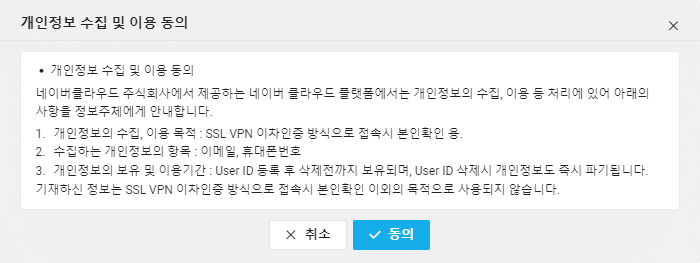 개인정보 수집 및 이용 동의
• 개인정보 수집 및 이용 동의
네이버클라우드 주식회사에서 제공하는 네이버 클라우드 플랫폼에서는 개인정보의 수집, 이용 등 처리에 있어 아래의
사항을 정보주체에게 안내합니다.
1. 개인정보의 수집, 이용 목적 : SSL VPN 이차인증 방식으로 접속시 본인확인 용.
2. 수집하는 개인정보의 항목 : 이메일, 휴대폰번호
3. 개인정보의 보유 및 이용기간 : User ID 등록 후 삭제전까지 보유되며, User ID 삭제시 개인정보도 즉시 파기됩니다.
기재하신 정보는 SSL VPN 이차인증 방식으로 접속시 본인확인 이외의 목적으로 사용되지 않습니다.
취소
동의